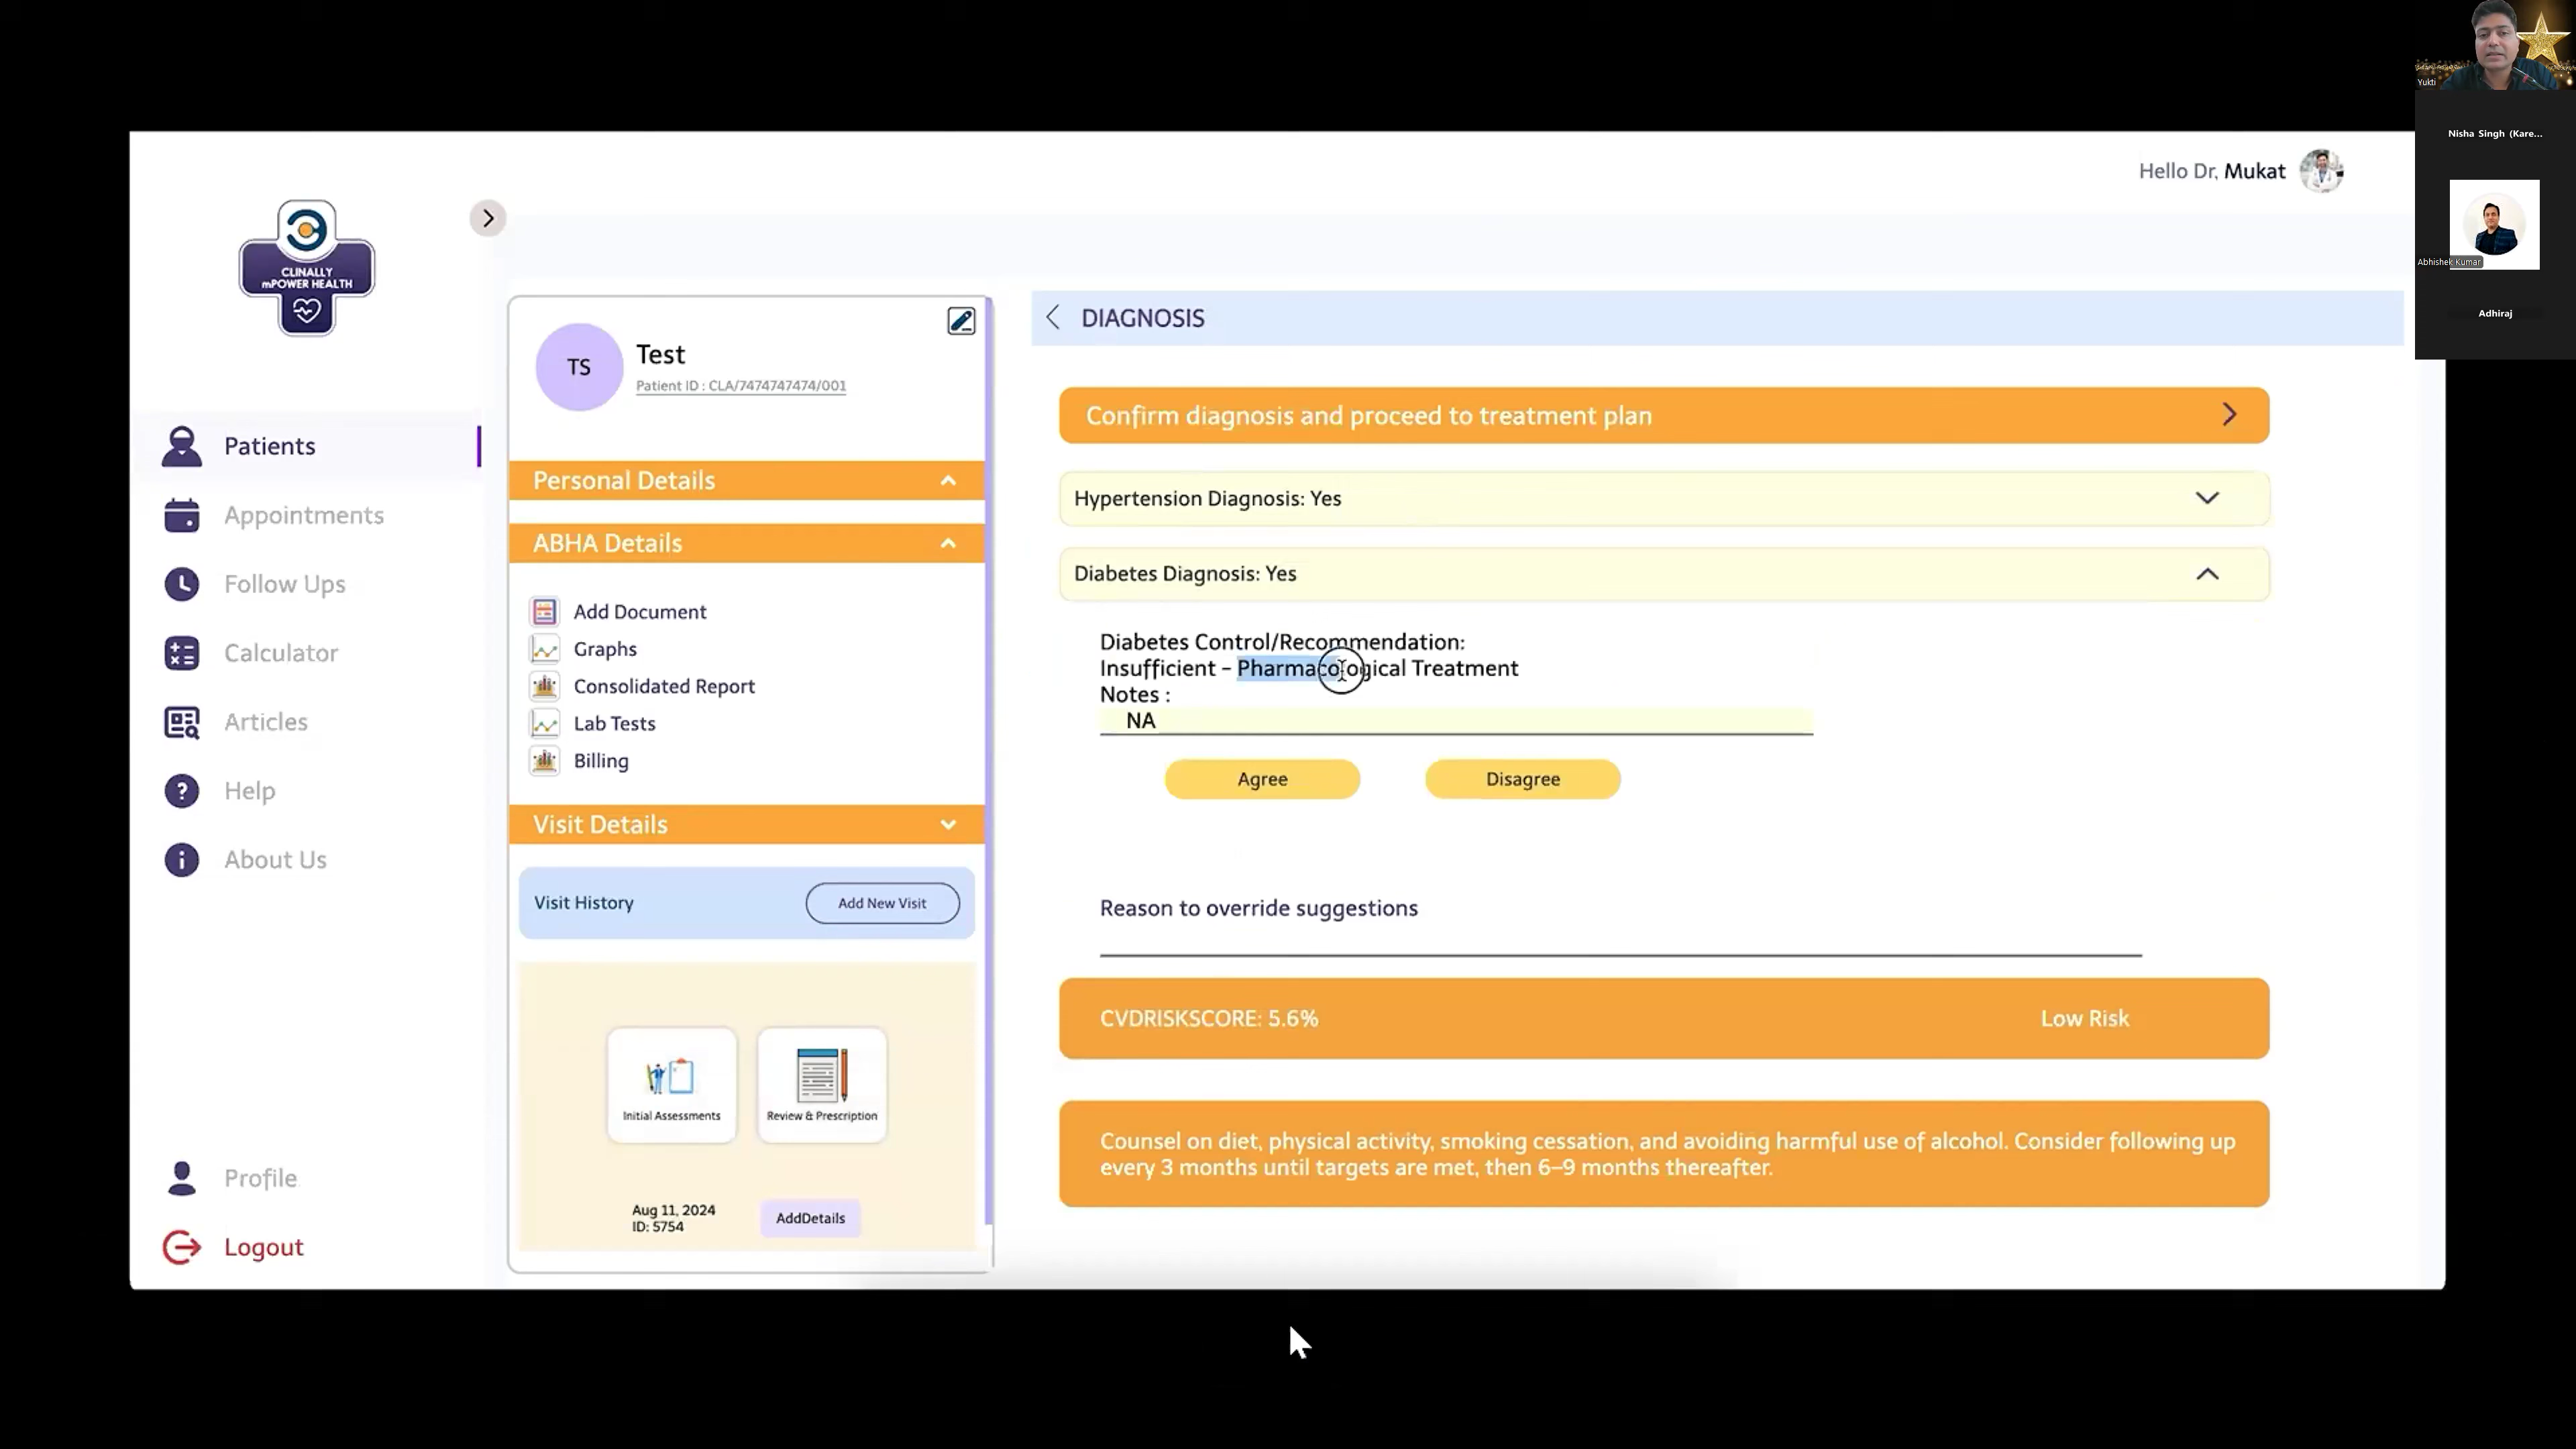 Yukti
Nisha Singh (Kare...
Abhishek Kumar
Adhiraj
Hello Dr, Mukat
CLINALLY
mPOWER HEALTH
Patients
Appointments
Follow Ups
Calculator
Articles
Help
About Us
Profile
Logout
TS
Test
Patient ID : CLA/7474747474/001
Personal Details
ABHA Details
Add Document
Graphs
Consolidated Report
Lab Tests
Billing
Visit Details
Visit History
Add New Visit
Initial Assessments
Review & Prescription
Aug 11, 2024
ID: 5754
AddDetails
DIAGNOSIS
Confirm diagnosis and proceed to treatment plan
Hypertension Diagnosis: Yes
Diabetes Diagnosis: Yes
Diabetes Control/Recommendation:
Insufficient – Pharmacological Treatment
Notes :
NA
Agree
Disagree
Reason to override suggestions
CVDRISKSCORE: 5.6%
Low Risk
Counsel on diet, physical activity, smoking cessation, and avoiding harmful use of alcohol. Consider following up
every 3 months until targets are met, then 6–9 months thereafter.